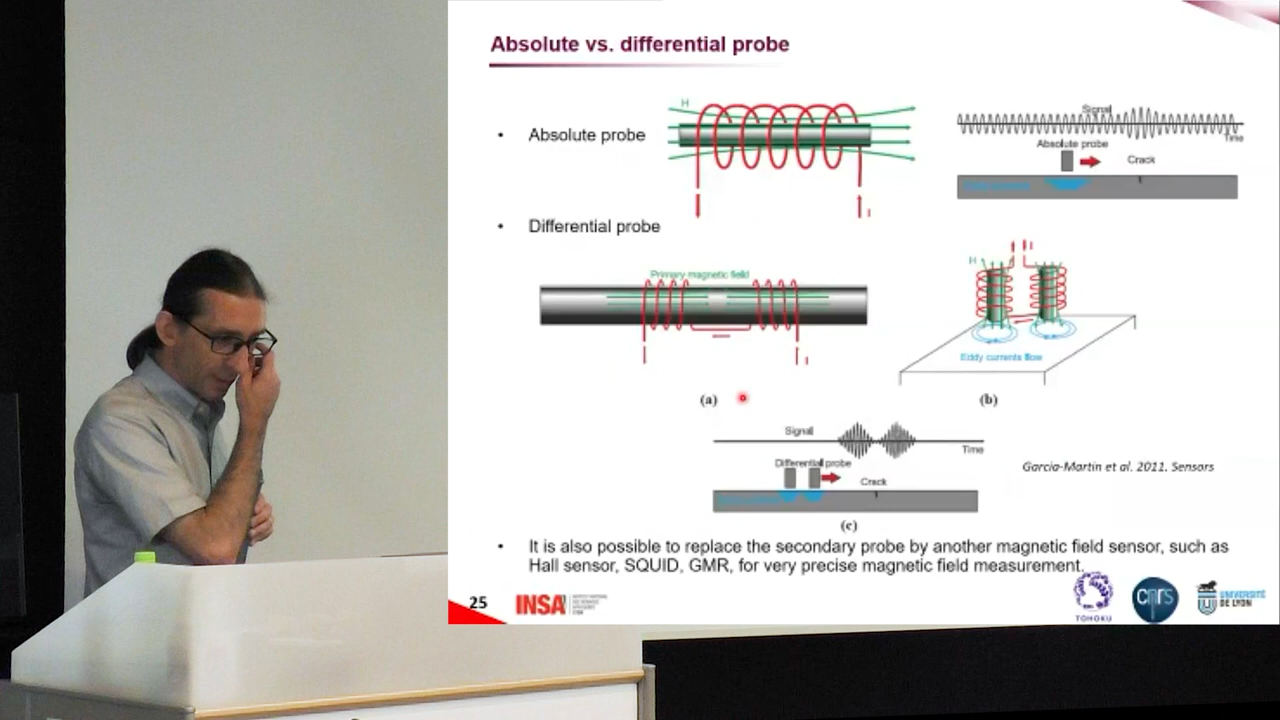 Absolute vs. differential probe
• Absolute probe
H
I
Signal
Time
Absolute probe
Crack
• Differential probe
Primary magnetic field
I
(a)
H
I
Eddy currents flow
(b)
Signal
Time
Differential probe
Crack
(c)
Garcia-Martin et al. 2011. Sensors
• It is also possible to replace the secondary probe by another magnetic field sensor, such as
Hall sensor, SQUID, GMR, for very precise magnetic field measurement.
25
INSA
TOHOKU
cnrs
UNIVERSITÉ
DE LYON